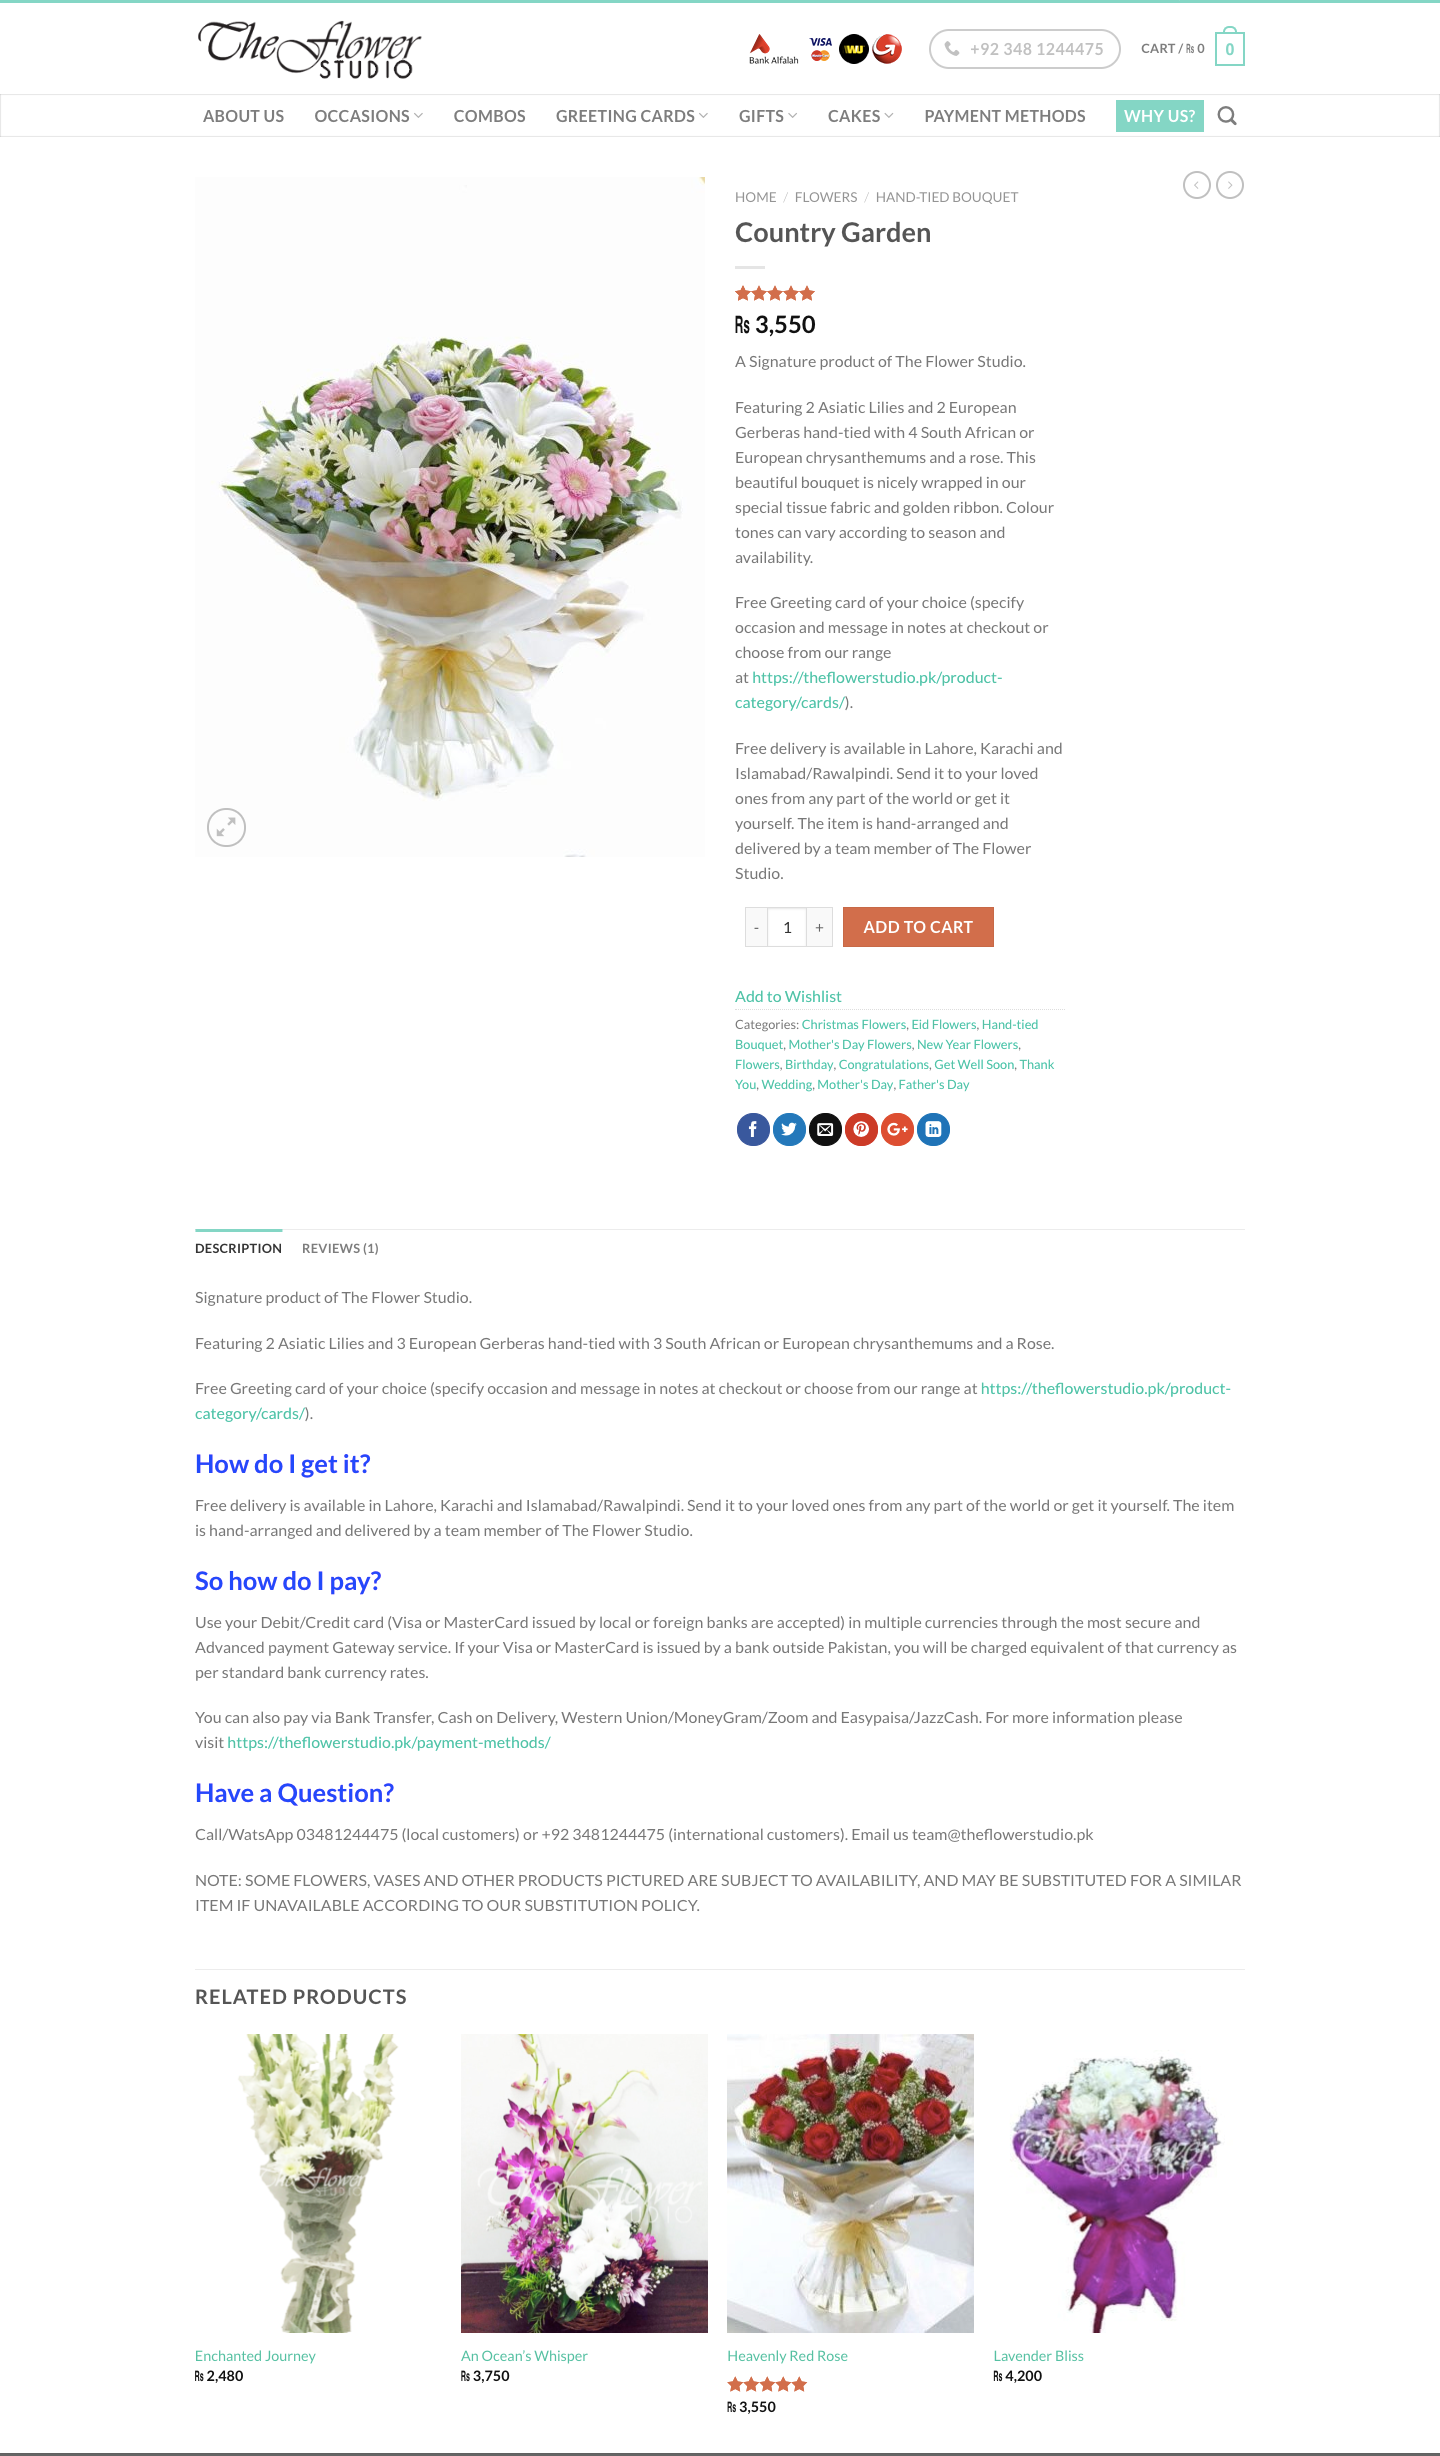 The Flower
STUDIO
Bank Alfalah
VISA
MasterCard
WU
+92 348 1244475
CART / ₨ 0
0
ABOUT US
OCCASIONS
COMBOS
GREETING CARDS
GIFTS
CAKES
PAYMENT METHODS
WHY US?
HOME / FLOWERS / HAND-TIED BOUQUET
Country Garden
₨ 3,550
A Signature product of The Flower Studio.
Featuring 2 Asiatic Lilies and 2 European
Gerberas hand-tied with 4 South African or
European chrysanthemums and a rose. This
beautiful bouquet is nicely wrapped in our
special tissue fabric and golden ribbon. Colour
tones can vary according to season and
availability.
Free Greeting card of your choice (specify
occasion and message in notes at checkout or
choose from our range
at https://theflowerstudio.pk/product-
category/cards/).
Free delivery is available in Lahore, Karachi and
Islamabad/Rawalpindi. Send it to your loved
ones from any part of the world or get it
yourself. The item is hand-arranged and
delivered by a team member of The Flower
Studio.
- 1 +
ADD TO CART
Add to Wishlist
Categories: Christmas Flowers, Eid Flowers, Hand-tied
Bouquet, Mother's Day Flowers, New Year Flowers,
Flowers, Birthday, Congratulations, Get Well Soon, Thank
You, Wedding, Mother's Day, Father's Day
DESCRIPTION
REVIEWS (1)
Signature product of The Flower Studio.
Featuring 2 Asiatic Lilies and 3 European Gerberas hand-tied with 3 South African or European chrysanthemums and a Rose.
Free Greeting card of your choice (specify occasion and message in notes at checkout or choose from our range at https://theflowerstudio.pk/product-
category/cards/).
How do I get it?
Free delivery is available in Lahore, Karachi and Islamabad/Rawalpindi. Send it to your loved ones from any part of the world or get it yourself. The item
is hand-arranged and delivered by a team member of The Flower Studio.
So how do I pay?
Use your Debit/Credit card (Visa or MasterCard issued by local or foreign banks are accepted) in multiple currencies through the most secure and
Advanced payment Gateway service. If your Visa or MasterCard is issued by a bank outside Pakistan, you will be charged equivalent of that currency as
per standard bank currency rates.
You can also pay via Bank Transfer, Cash on Delivery, Western Union/MoneyGram/Zoom and Easypaisa/JazzCash. For more information please
visit https://theflowerstudio.pk/payment-methods/
Have a Question?
Call/WatsApp 03481244475 (local customers) or +92 3481244475 (international customers). Email us team@theflowerstudio.pk
NOTE: SOME FLOWERS, VASES AND OTHER PRODUCTS PICTURED ARE SUBJECT TO AVAILABILITY, AND MAY BE SUBSTITUTED FOR A SIMILAR
ITEM IF UNAVAILABLE ACCORDING TO OUR SUBSTITUTION POLICY.
RELATED PRODUCTS
The Flower
STUDIO
The Flower
STUDIO
The Flower
STUDIO
Enchanted Journey
₨ 2,480
An Ocean's Whisper
₨ 3,750
Heavenly Red Rose
₨ 3,550
Lavender Bliss
₨ 4,200